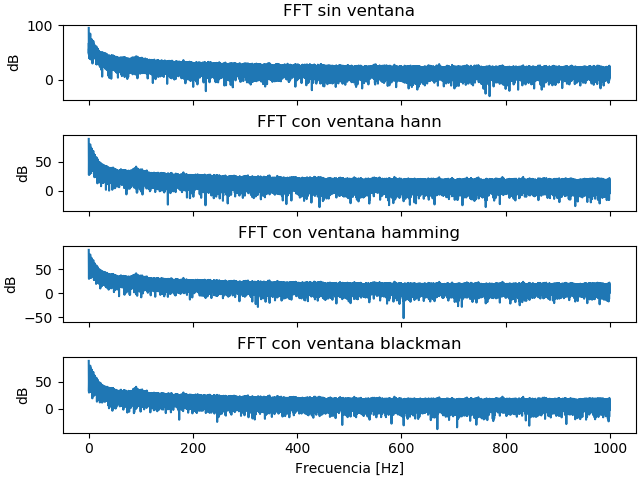 FFT sin ventana
100
0
dB
FFT con ventana hann
50
0
dB
FFT con ventana hamming
50
0
−50
dB
FFT con ventana blackman
50
0
dB
0 200 400 600 800 1000
Frecuencia [Hz]